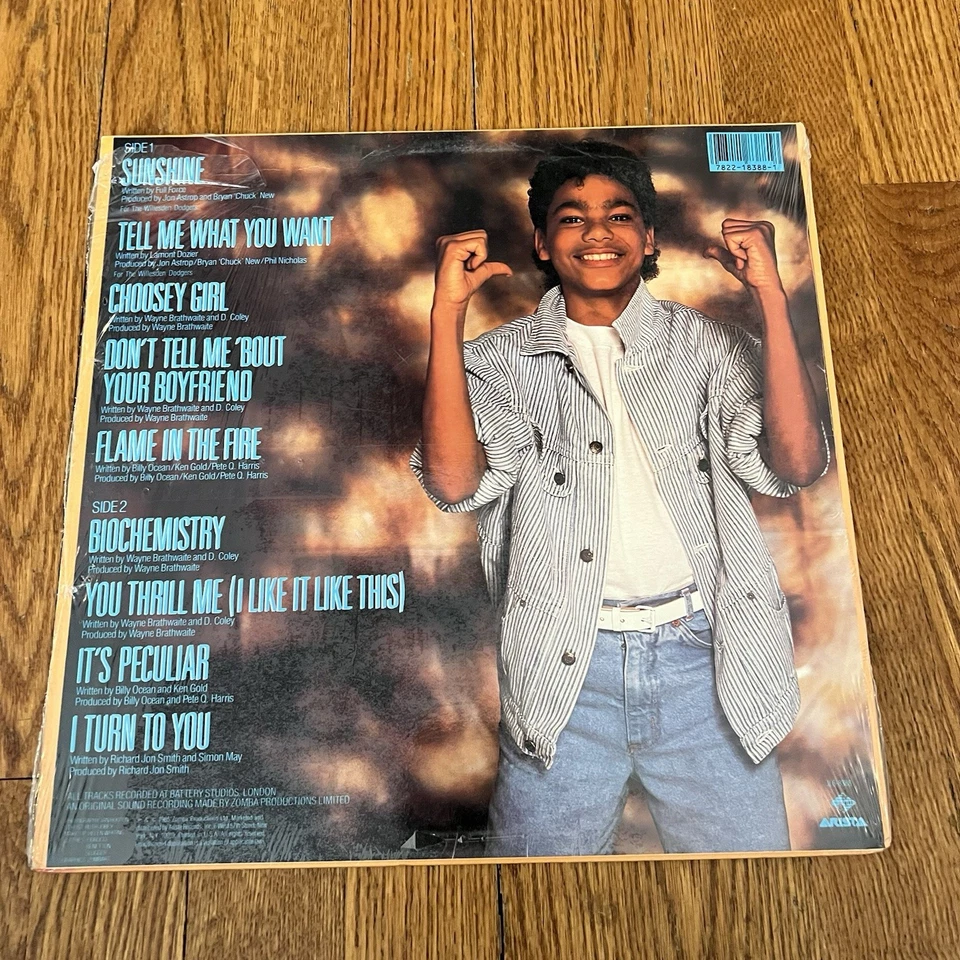 SIDE 1
SUNSHINE
Written by Full Force
Produced by Jon Astrop and Bryan 'Chuck' New
For The Willesden Dodgers
TELL ME WHAT YOU WANT
Written by Lamont Dozier
Produced by Jon Astrop/Bryan 'Chuck' New/Phil Nicholas
For The Willesden Dodgers
CHOOSEY GIRL
Written by Wayne Brathwaite and D. Coley
Produced by Wayne Brathwaite
DON'T TELL ME 'BOUT
YOUR BOYFRIEND
Written by Wayne Brathwaite and D. Coley
Produced by Wayne Brathwaite
FLAME IN THE FIRE
Written by Billy Ocean/Ken Gold/Pete Q. Harris
Produced by Billy Ocean/Ken Gold/Pete Q. Harris
SIDE 2
BIOCHEMISTRY
Written by Wayne Brathwaite and D. Coley
Produced by Wayne Brathwaite
YOU THRILL ME (I LIKE IT LIKE THIS)
Written by Wayne Brathwaite and D. Coley
Produced by Wayne Brathwaite
IT'S PECULIAR
Written by Billy Ocean and Ken Gold
Produced by Billy Ocean and Pete Q. Harris
I TURN TO YOU
Written by Richard Jon Smith and Simon May
Produced by Richard Jon Smith
ALL TRACKS RECORDED AT BATTERY STUDIOS, LONDON
AN ORIGINAL SOUND RECORDING MADE BY ZOMBA PRODUCTIONS LIMITED
7822-18388-1
ARISTA